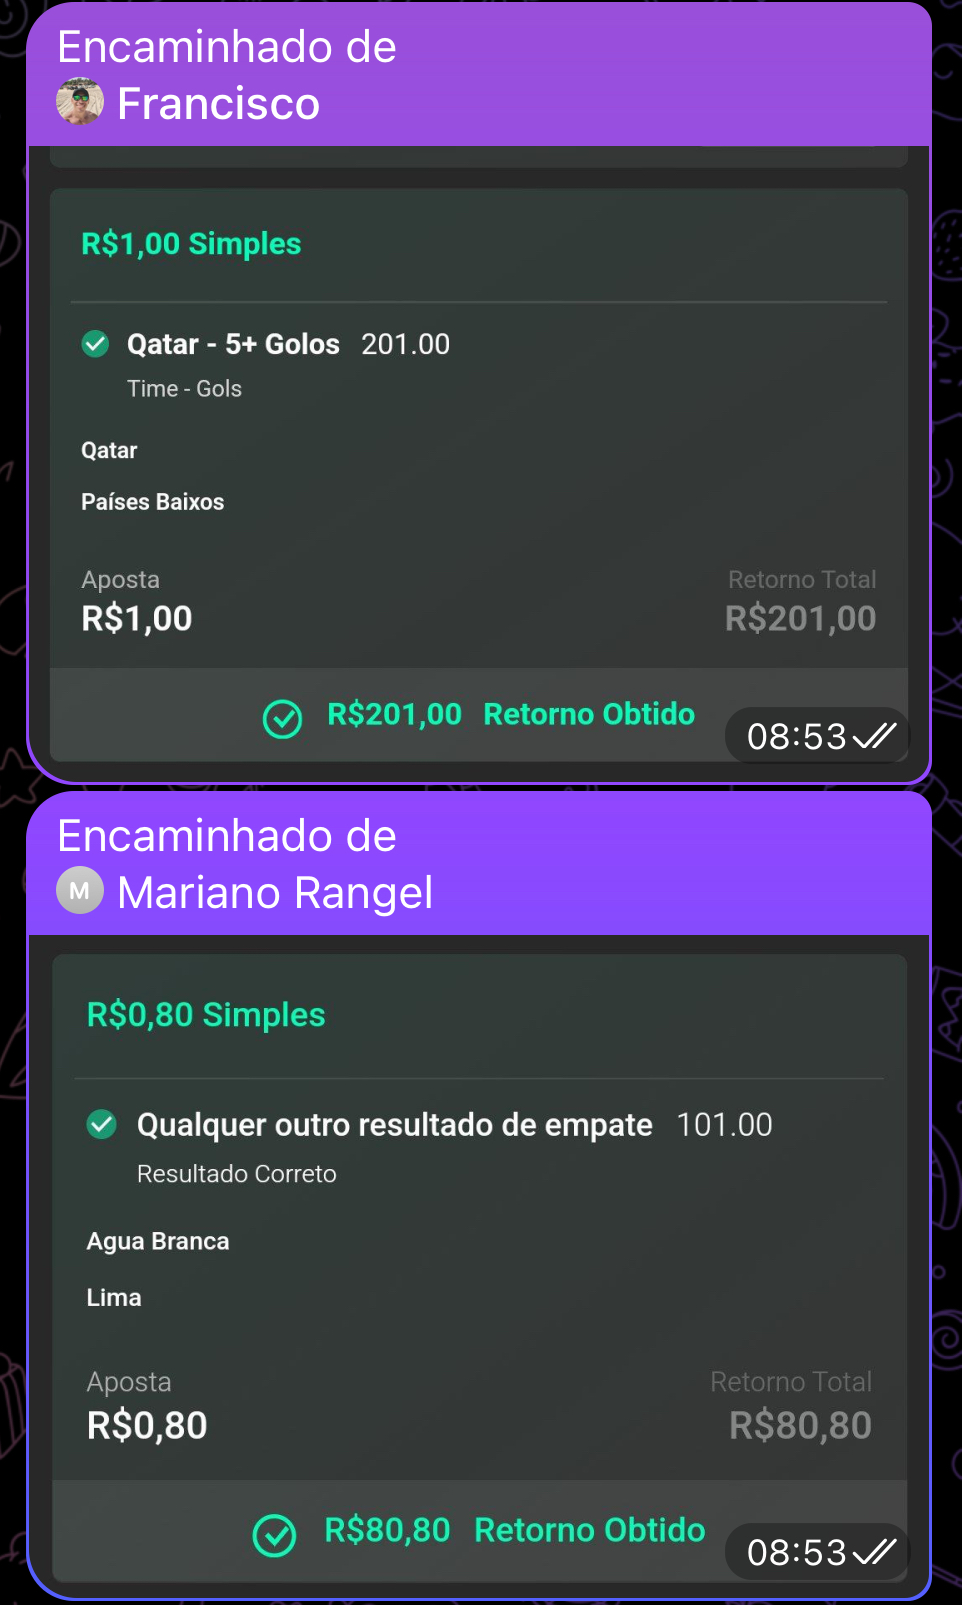 Encaminhado de
Francisco
R$1,00 Simples
Qatar - 5+ Golos 201.00
Time - Gols
Qatar
Países Baixos
Aposta Retorno Total
R$1,00 R$201,00
R$201,00 Retorno Obtido
08:53
Encaminhado de
M Mariano Rangel
R$0,80 Simples
Qualquer outro resultado de empate 101.00
Resultado Correto
Agua Branca
Lima
Aposta Retorno Total
R$0,80 R$80,80
R$80,80 Retorno Obtido
08:53